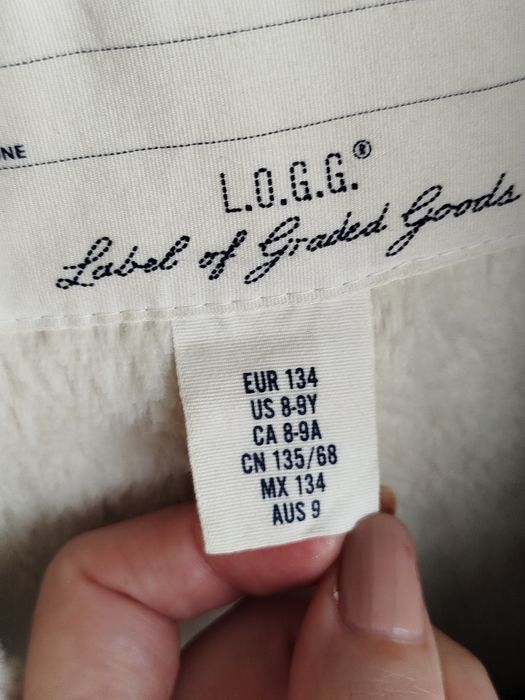 NE
L.O.G.G.®
Label of Graded Goods
EUR 134
US 8-9Y
CA 8-9A
CN 135/68
MX 134
AUS 9